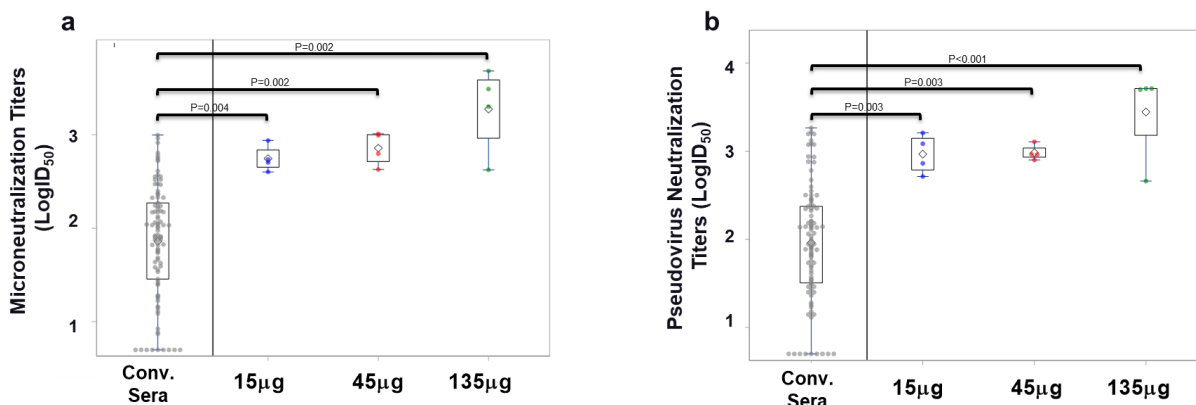 a
Microneutralization Titers
(LogID50)
3
2
1
P=0.002
P=0.002
P=0.004
Conv.
Sera
15μg
45μg
135μg
b
Pseudovirus Neutralization
Titers (LogID50)
4
3
2
1
P<0.001
P=0.003
P=0.003
Conv.
Sera
15μg
45μg
135μg